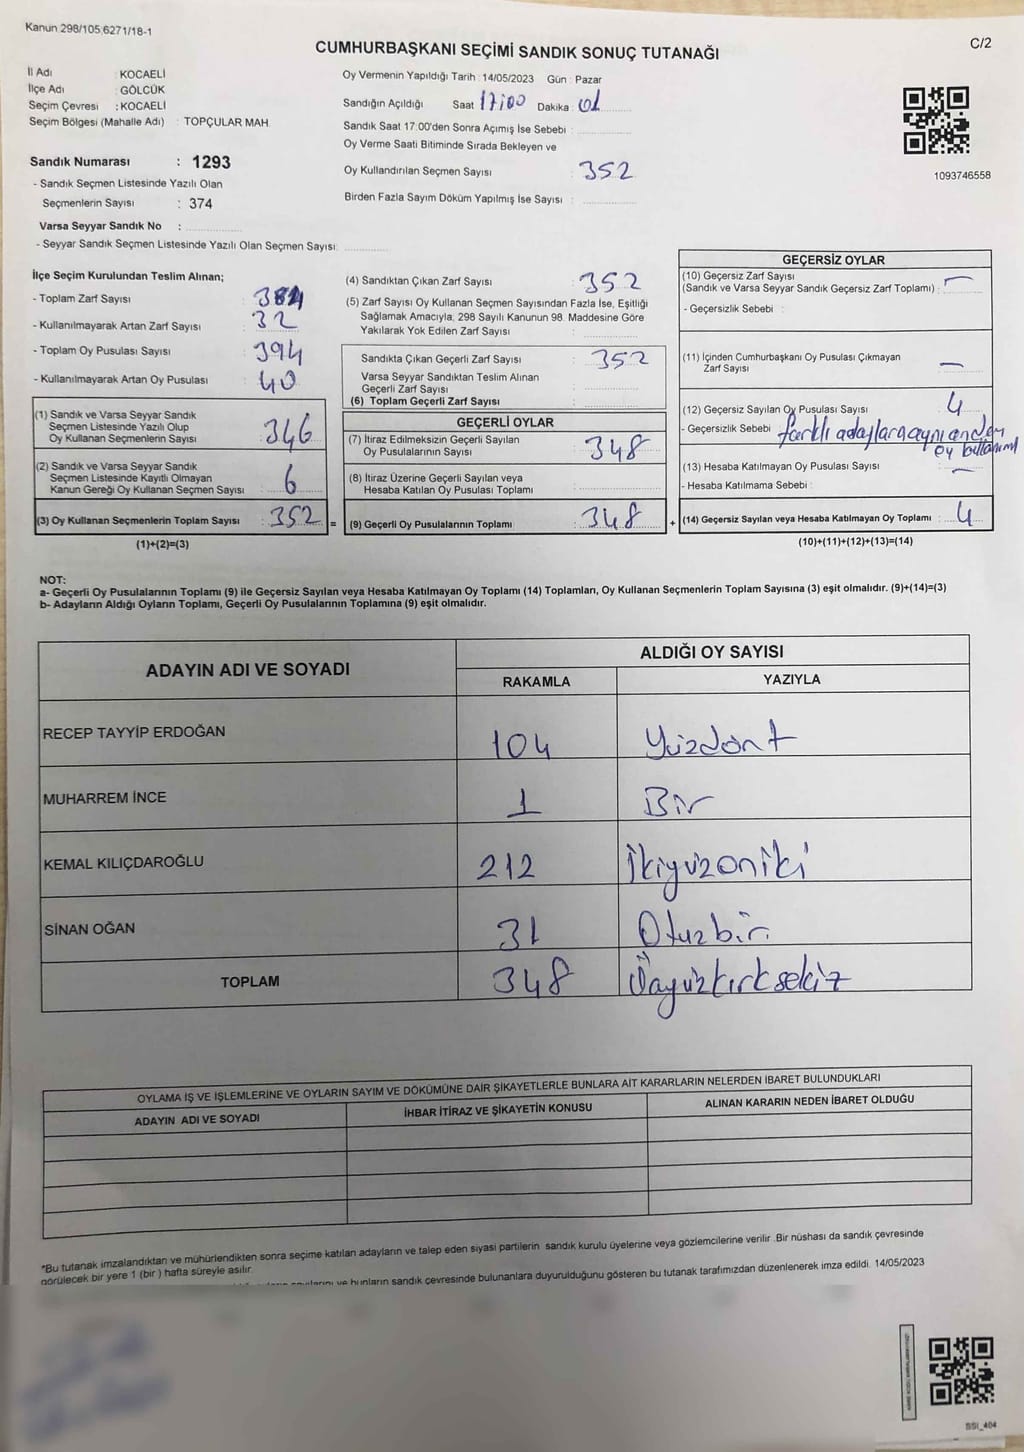 Kanun 298/105,6271/18-1
C/2
CUMHURBAŞKANI SEÇİMİ SANDIK SONUÇ TUTANAĞI
İl Adı : KOCAELİ
İlçe Adı : GÖLCÜK
Seçim Çevresi : KOCAELİ
Seçim Bölgesi (Mahalle Adı) : TOPÇULAR MAH.
Sandık Numarası : 1293
- Sandık Seçmen Listesinde Yazılı Olan
Seçmenlerin Sayısı : 374
Varsa Seyyar Sandık No :
- Seyyar Sandık Seçmen Listesinde Yazılı Olan Seçmen Sayısı:
Oy Vermenin Yapıldığı Tarih : 14/05/2023 Gün : Pazar
Sandığın Açıldığı Saat 17:00 Dakika : 01
Sandık Saat 17:00'den Sonra Açımış İse Sebebi :
Oy Verme Saati Bitiminde Sırada Bekleyen ve
Oy Kullandırılan Seçmen Sayısı : 352
Birden Fazla Sayım Döküm Yapılmış İse Sayısı :
1093746558
İlçe Seçim Kurulundan Teslim Alınan;
- Toplam Zarf Sayısı : 384
- Kullanılmayarak Artan Zarf Sayısı : 32
- Toplam Oy Pusulası Sayısı : 394
- Kullanılmayarak Artan Oy Pusulası : 40
(1) Sandık ve Varsa Seyyar Sandık
Seçmen Listesinde Yazılı Olup
Oy Kullanan Seçmenlerin Sayısı : 346
(2) Sandık ve Varsa Seyyar Sandık
Seçmen Listesinde Kayıtlı Olmayan
Kanun Gereği Oy Kullanan Seçmen Sayısı : 6
(3) Oy Kullanan Seçmenlerin Toplam Sayısı : 352 =
(1)+(2)=(3)
(4) Sandıktan Çıkan Zarf Sayısı : 352
(5) Zarf Sayısı Oy Kullanan Seçmen Sayısından Fazla İse, Eşitliği
Sağlamak Amacıyla, 298 Sayılı Kanunun 98. Maddesine Göre
Yakılarak Yok Edilen Zarf Sayısı :
Sandıkta Çıkan Geçerli Zarf Sayısı : 352
Varsa Seyyar Sandıktan Teslim Alınan
Geçerli Zarf Sayısı :
(6) Toplam Geçerli Zarf Sayısı :
GEÇERLİ OYLAR
(7) İtiraz Edilmeksizin Geçerli Sayılan
Oy Pusulalarının Sayısı : 348
(8) İtiraz Üzerine Geçerli Sayılan veya
Hesaba Katılan Oy Pusulası Toplamı :
(9) Geçerli Oy Pusulalarının Toplamı : 348 +
GEÇERSİZ OYLAR
(10) Geçersiz Zarf Sayısı
(Sandık ve Varsa Seyyar Sandık Geçersiz Zarf Toplamı) : —
- Geçersizlik Sebebi :
(11) İçinden Cumhurbaşkanı Oy Pusulası Çıkmayan
Zarf Sayısı : —
(12) Geçersiz Sayılan Oy Pusulası Sayısı : 4
- Geçersizlik Sebebi : farklı adaylara aynı anda
oy kullanımı
(13) Hesaba Katılmayan Oy Pusulası Sayısı : —
- Hesaba Katılmama Sebebi :
(14) Geçersiz Sayılan veya Hesaba Katılmayan Oy Toplamı : 4
(10)+(11)+(12)+(13)=(14)
NOT:
a- Geçerli Oy Pusulalarının Toplamı (9) ile Geçersiz Sayılan veya Hesaba Katılmayan Oy Toplamı (14) Toplamları, Oy Kullanan Seçmenlerin Toplam Sayısına (3) eşit olmalıdır. (9)+(14)=(3)
b- Adayların Aldığı Oyların Toplamı, Geçerli Oy Pusulalarının Toplamına (9) eşit olmalıdır.
ADAYIN ADI VE SOYADI ALDIĞI OY SAYISI
RAKAMLA YAZIYLA
RECEP TAYYİP ERDOĞAN 104 Yüzdört
MUHARREM İNCE 1 Bir
KEMAL KILIÇDAROĞLU 212 İkiyüzoniki
SİNAN OĞAN 31 Otuzbir
TOPLAM 348 Üçyüzkırksekiz
OYLAMA İŞ VE İŞLEMLERİNE VE OYLARIN SAYIM VE DÖKÜMÜNE DAİR ŞİKAYETLERLE BUNLARA AİT KARARLARIN NELERDEN İBARET BULUNDUKLARI
ADAYIN ADI VE SOYADI İHBAR İTİRAZ VE ŞİKAYETİN KONUSU ALINAN KARARIN NEDEN İBARET OLDUĞU
*Bu tutanak imzalandıktan ve mühürlendikten sonra seçime katılan adayların ve talep eden siyasi partilerin sandık kurulu üyelerine veya gözlemcilerine verilir. Bir nüshası da sandık çevresinde
görülecek bir yere 1 (bir ) hafta süreyle asılır.
ve bunların sandık çevresinde bulunanlara duyurulduğunu gösteren bu tutanak tarafımızdan düzenlenerek imza edildi. 14/05/2023
SSI_404